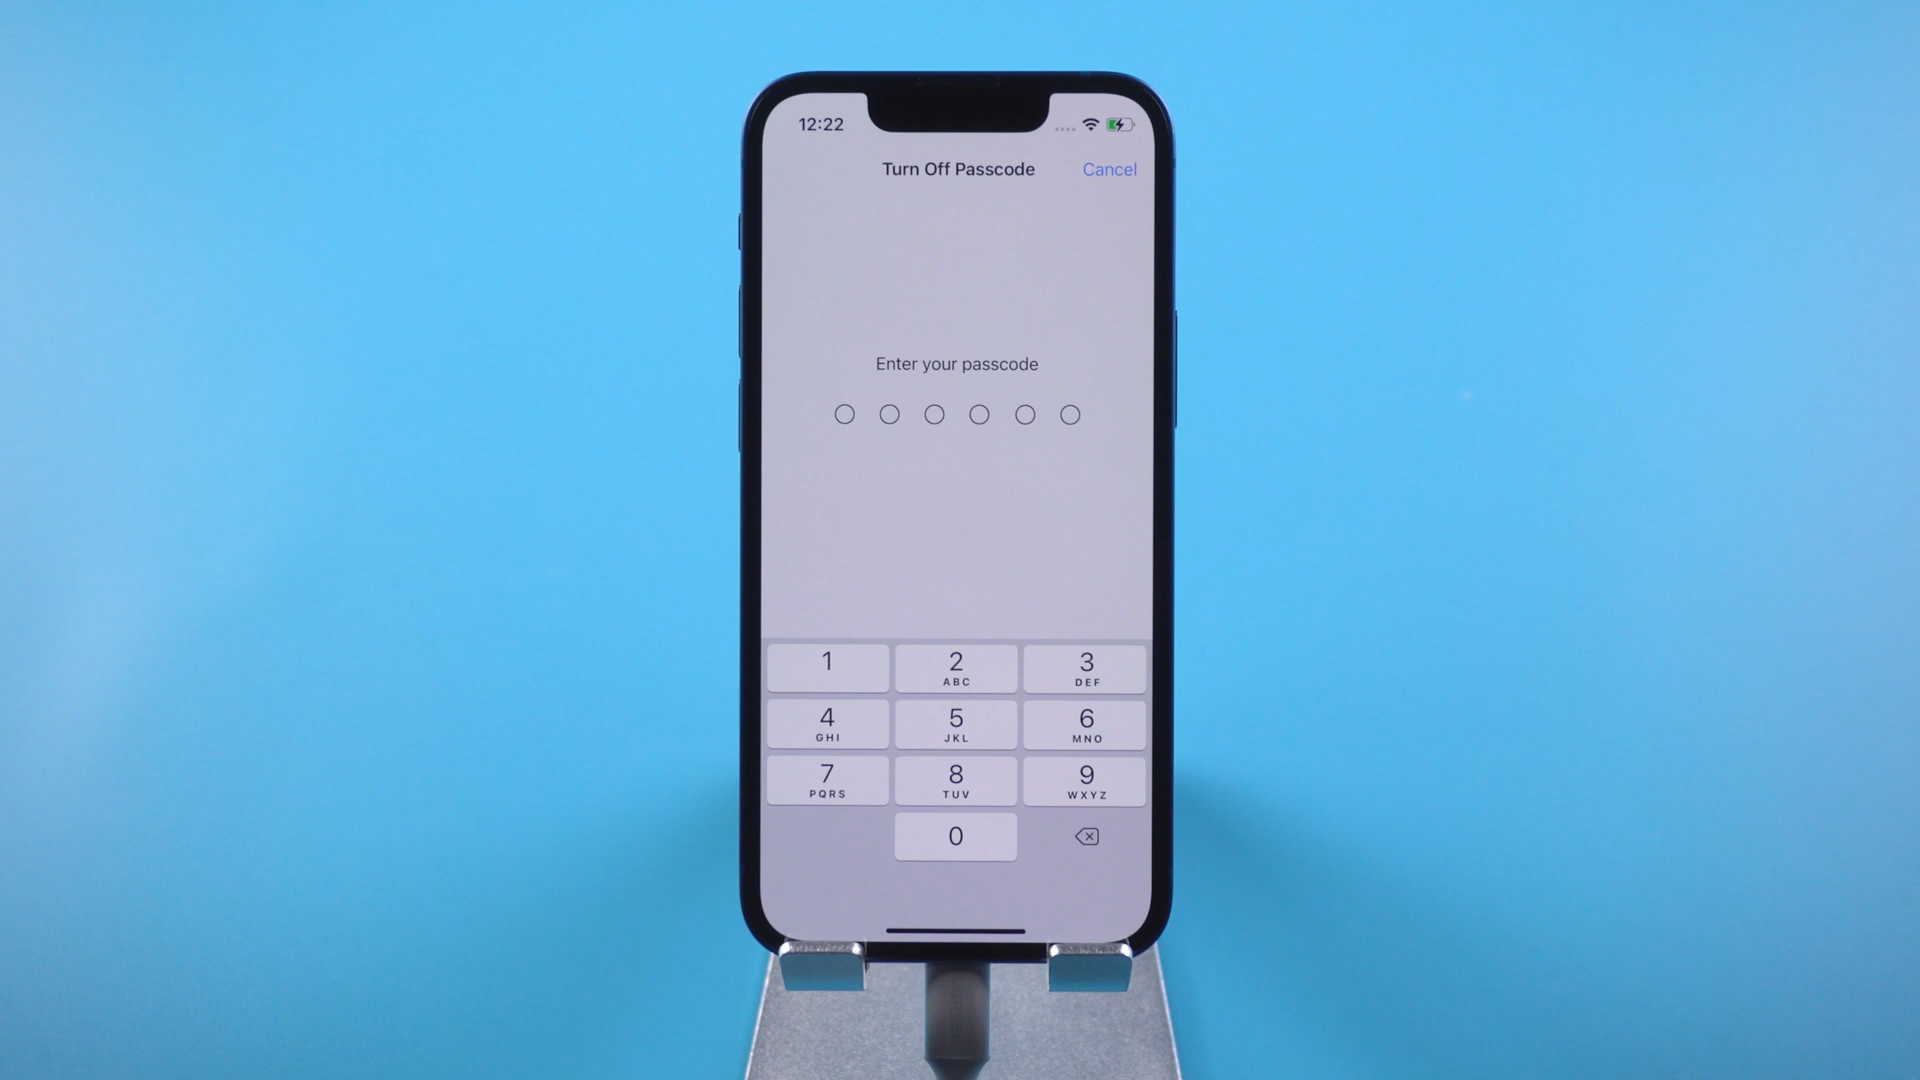 12:22
Turn Off Passcode Cancel
Enter your passcode
1 2 3
ABC DEF
4 5 6
GHI JKL MNO
7 8 9
PQRS TUV WXYZ
0